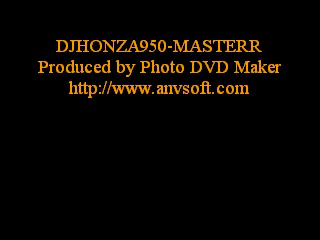 DJHONZA950-MASTERR
Produced by Photo DVD Maker
http://www.anvsoft.com